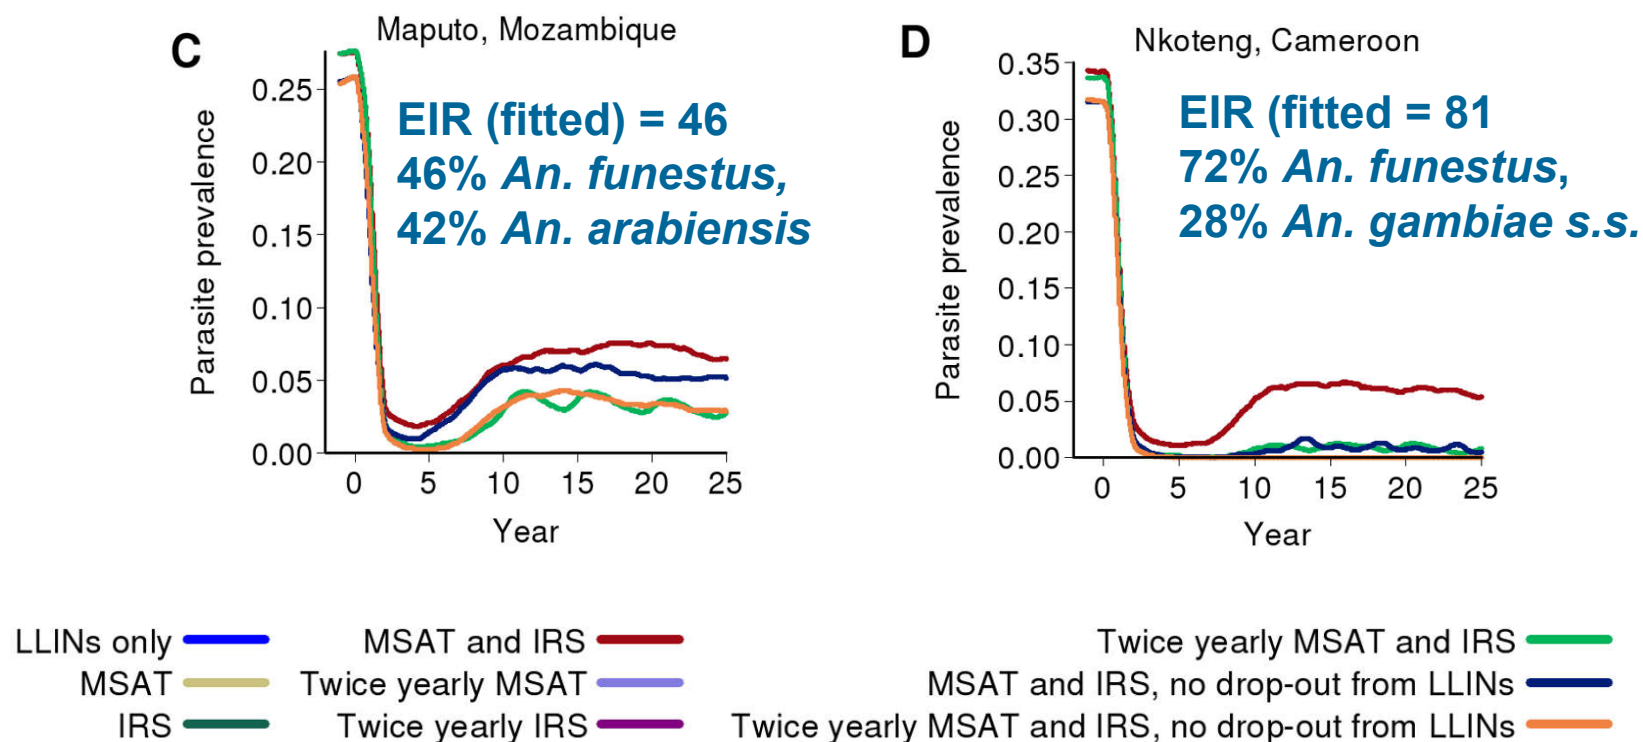 C
Maputo, Mozambique
EIR (fitted) = 46
46% An. funestus,
42% An. arabiensis
Parasite prevalence
0.25
0.20
0.15
0.10
0.05
0.00
0 5 10 15 20 25
Year
D
Nkoteng, Cameroon
EIR (fitted = 81
72% An. funestus,
28% An. gambiae s.s.
Parasite prevalence
0.35
0.30
0.25
0.20
0.15
0.10
0.05
0.00
0 5 10 15 20 25
Year
LLINs only
MSAT
IRS
MSAT and IRS
Twice yearly MSAT
Twice yearly IRS
Twice yearly MSAT and IRS
MSAT and IRS, no drop-out from LLINs
Twice yearly MSAT and IRS, no drop-out from LLINs